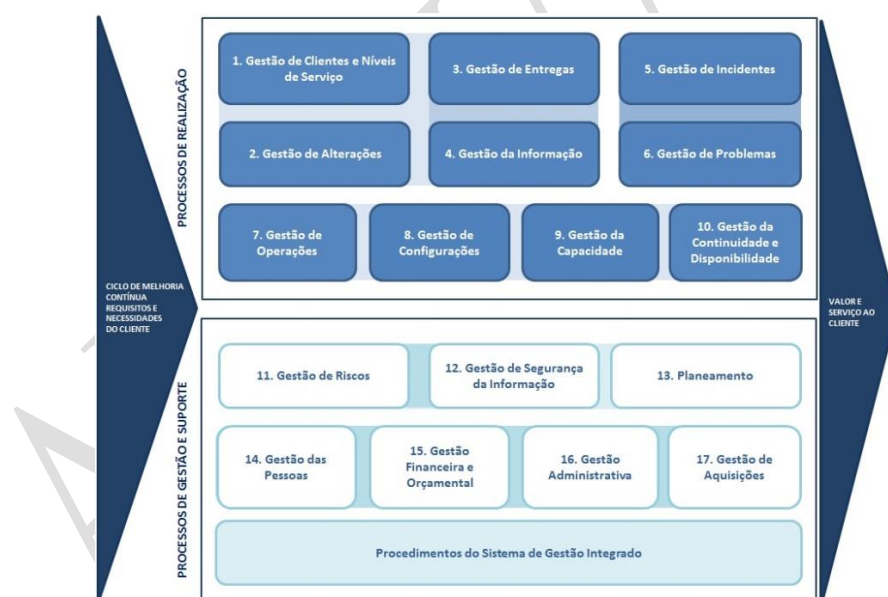 PROCESSOS DE REALIZAÇÃO
1. Gestão de Clientes e Níveis
de Serviço
3. Gestão de Entregas
5. Gestão de Incidentes
2. Gestão de Alterações
4. Gestão da Informação
6. Gestão de Problemas
7. Gestão de
Operações
8. Gestão de
Configurações
9. Gestão da
Capacidade
10. Gestão da
Continuidade e
Disponibilidade
CICLO DE MELHORIA
CONTÍNUA
REQUISITOS E
NECESSIDADES
DO CLIENTE
VALOR E
SERVIÇO AO
CLIENTE
PROCESSOS DE GESTÃO E SUPORTE
11. Gestão de Riscos
12. Gestão de Segurança
da Informação
13. Planeamento
14. Gestão das
Pessoas
15. Gestão
Financeira e
Orçamental
16. Gestão
Administrativa
17. Gestão de
Aquisições
Procedimentos do Sistema de Gestão Integrado